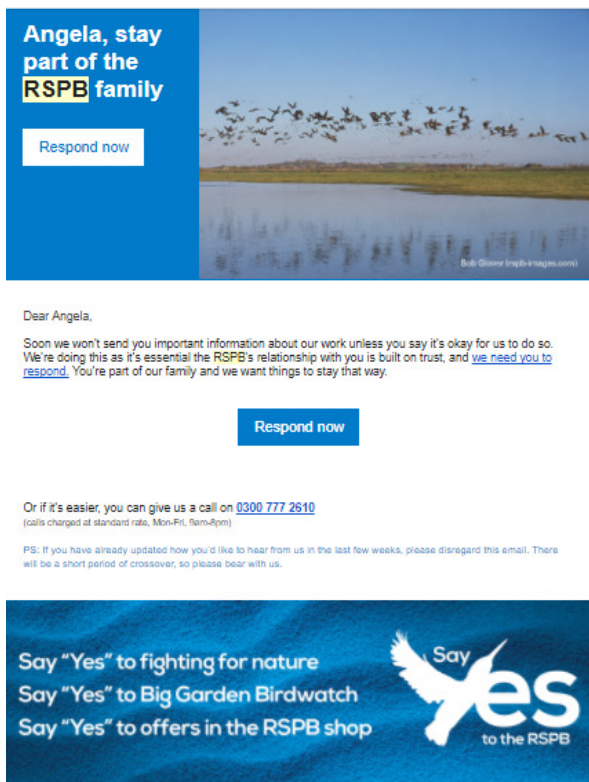 Angela, stay
part of the
RSPB family
Respond now
Bob Glover (rspb-images.com)
Dear Angela,
Soon we won't send you important information about our work unless you say it's okay for us to do so.
We're doing this as it's essential the RSPB's relationship with you is built on trust, and we need you to
respond. You're part of our family and we want things to stay that way.
Respond now
Or if it's easier, you can give us a call on 0300 777 2610
(calls charged at standard rate, Mon-Fri, 9am-8pm)
PS: If you have already updated how you'd like to hear from us in the last few weeks, please disregard this email. There
will be a short period of crossover, so please bear with us.
Say "Yes" to fighting for nature
Say "Yes" to Big Garden Birdwatch
Say "Yes" to offers in the RSPB shop
Say
Yes
to the RSPB